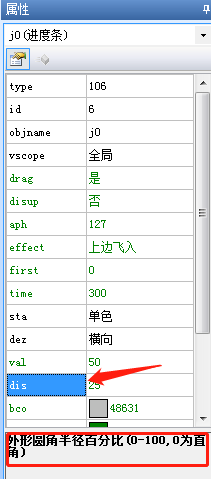 属性
j0(进度条)
type 106
id 6
objname j0
vscope 全局
drag 是
disup 否
aph 127
effect 上边飞入
first 0
time 300
sta 单色
dez 横向
val 50
dis 25
bco 48631
外形圆角半径百分比(0-100,0为直
角)